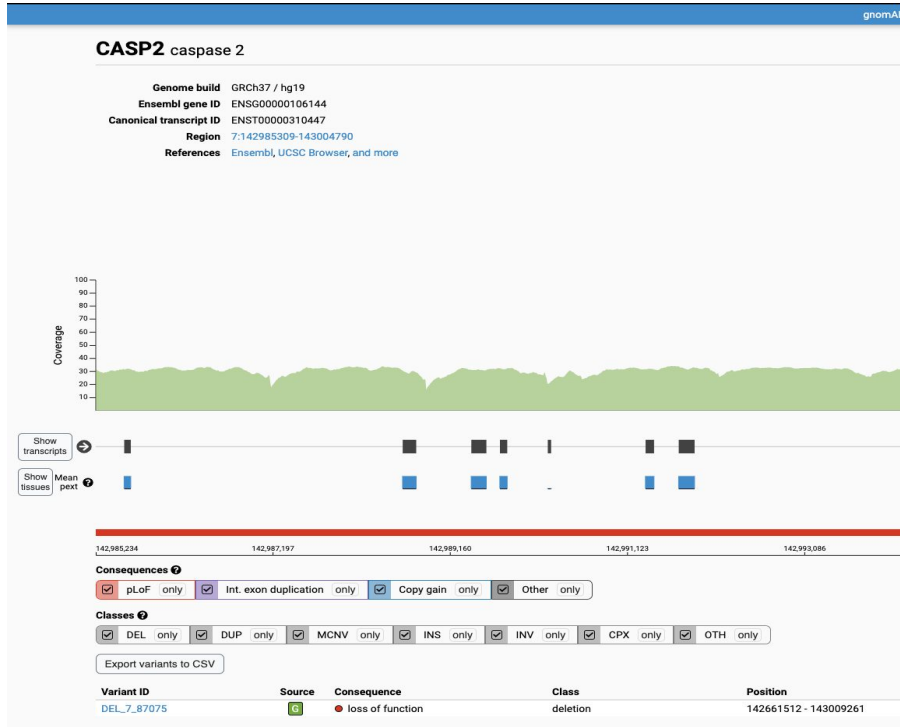 gnomAD
CASP2 caspase 2
Genome build GRCh37 / hg19
Ensembl gene ID ENSG00000106144
Canonical transcript ID ENST00000310447
Region 7:142985309-143004790
References Ensembl, UCSC Browser, and more
100
90
80
70
60
50
40
30
20
10
Coverage
Show
transcripts
Show Mean
tissues pext ?
142,985,234 142,987,197 142,989,160 142,991,123 142,993,086
Consequences ?
pLoF only Int. exon duplication only Copy gain only Other only
Classes ?
DEL only DUP only MCNV only INS only INV only CPX only OTH only
Export variants to CSV
Variant ID Source Consequence Class Position
DEL_7_87075 G loss of function deletion 142661512 - 143009261